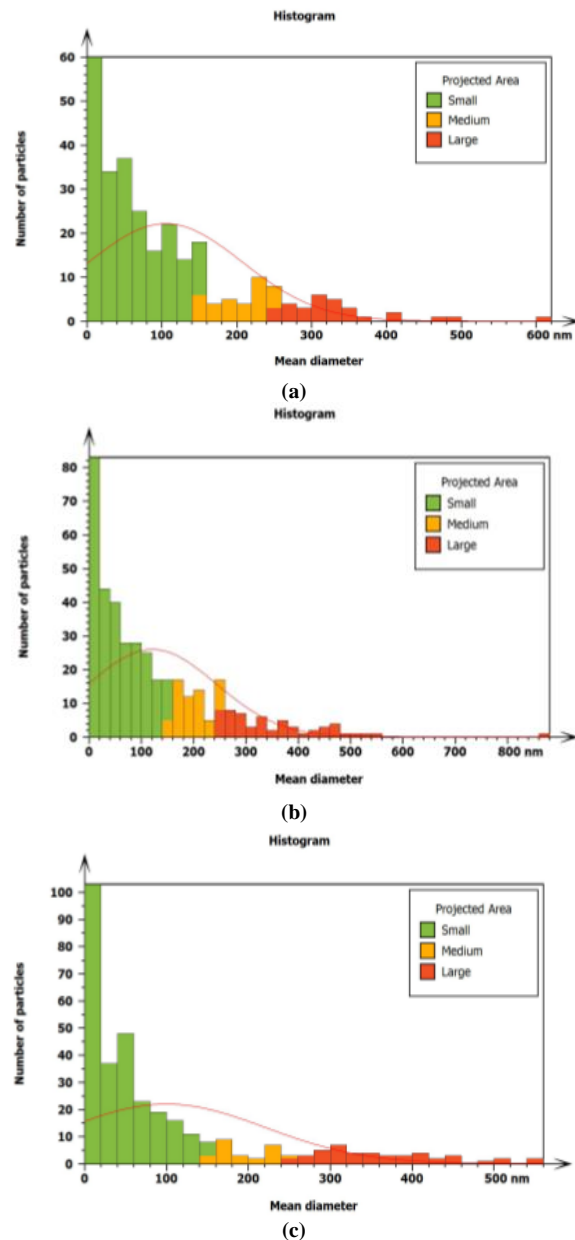 Histogram
Number of particles
60
50
40
30
20
10
0
Projected Area
Small
Medium
Large
0 100 200 300 400 500 600 nm
Mean diameter
(a)
Histogram
Number of particles
80
70
60
50
40
30
20
10
0
Projected Area
Small
Medium
Large
0 100 200 300 400 500 600 700 800 nm
Mean diameter
(b)
Histogram
Number of particles
100
90
80
70
60
50
40
30
20
10
0
Projected Area
Small
Medium
Large
0 100 200 300 400 500 nm
Mean diameter
(c)